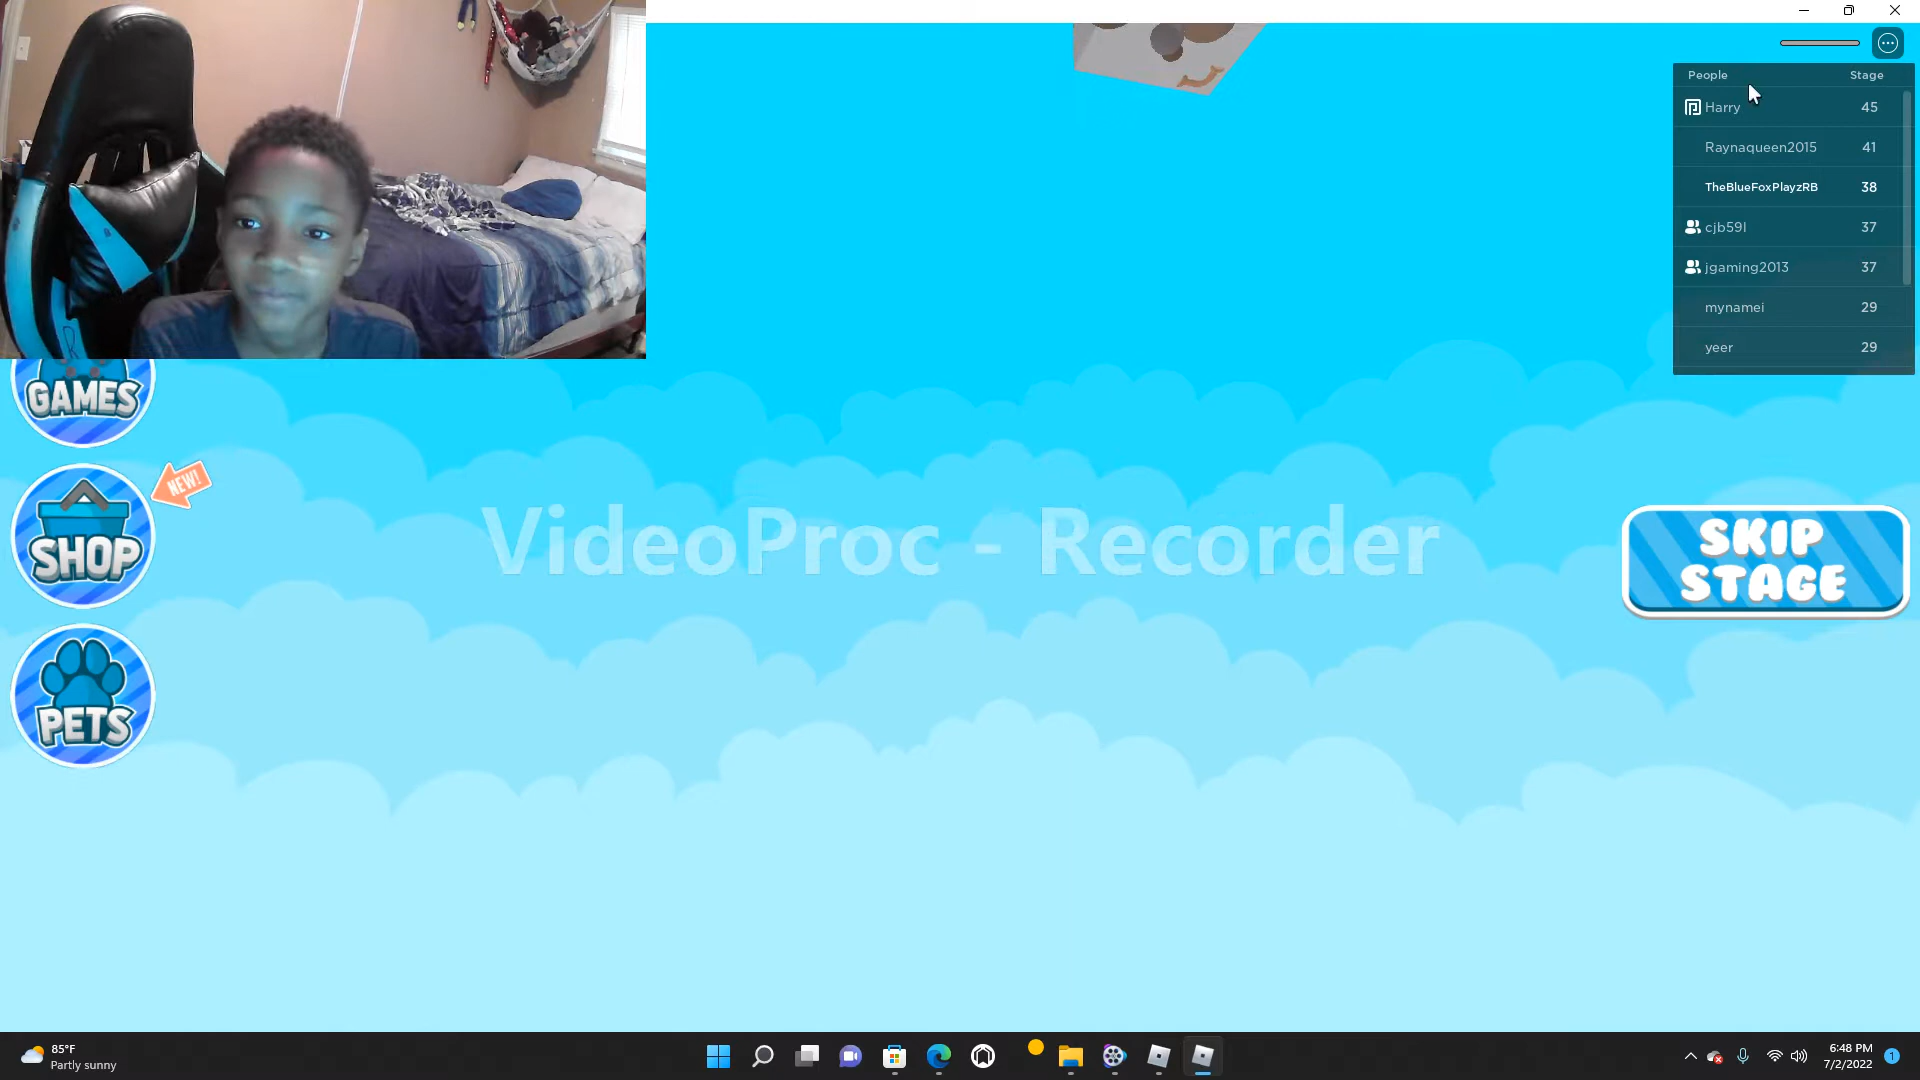 People Stage
Harry 45
Raynaqueen2015 41
TheBlueFoxPlayzRB 38
cjb59l 37
jgaming2013 37
mynamei 29
yeer 29
GAMES
NEW!
SHOP
PETS
VideoProc - Recorder
SKIP
STAGE
85°F
Partly sunny
6:48 PM
7/2/2022
1